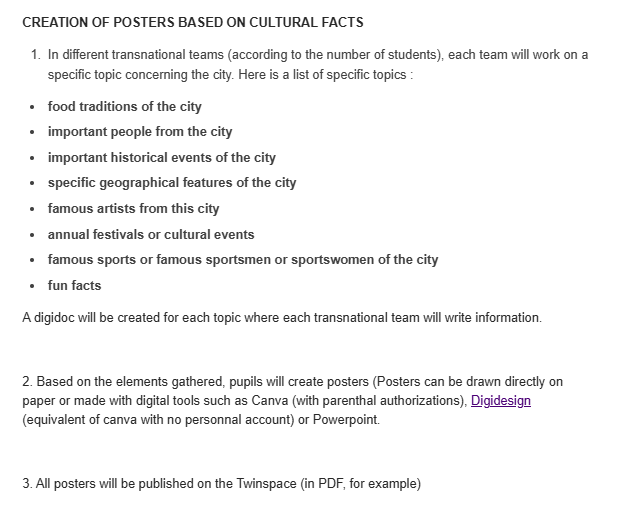 CREATION OF POSTERS BASED ON CULTURAL FACTS
1. In different transnational teams (according to the number of students), each team will work on a
specific topic concerning the city. Here is a list of specific topics :
• food traditions of the city
• important people from the city
• important historical events of the city
• specific geographical features of the city
• famous artists from this city
• annual festivals or cultural events
• famous sports or famous sportsmen or sportswomen of the city
• fun facts
A digidoc will be created for each topic where each transnational team will write information.
2. Based on the elements gathered, pupils will create posters (Posters can be drawn directly on
paper or made with digital tools such as Canva (with parenthal authorizations), Digidesign
(equivalent of canva with no personnal account) or Powerpoint.
3. All posters will be published on the Twinspace (in PDF, for example)